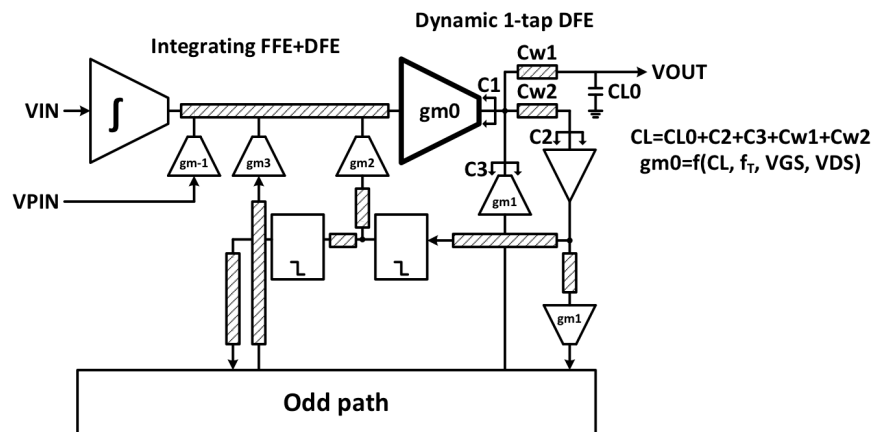 Dynamic 1-tap DFE
Integrating FFE+DFE
Cw1
VOUT
CL0
C1
Cw2
VIN
∫
gm0
C2
CL=CL0+C2+C3+Cw1+Cw2
gm0=f(CL, fT, VGS, VDS)
gm-1
gm3
gm2
C3
gm1
VPIN
gm1
Odd path